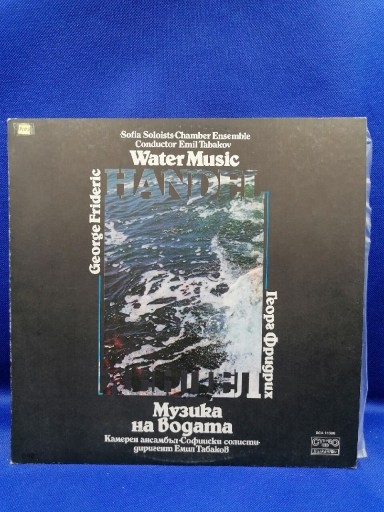 Sofia Soloists·Chamber Ensemble
Conductor Emil Tabakov
Water Music
George Frideric
HANDEL
Георг Фридрих
ХЕНДЕЛ
Музика
на водата
Камерен ансамбъл·Софийски солисти·
диригент Емил Табаков